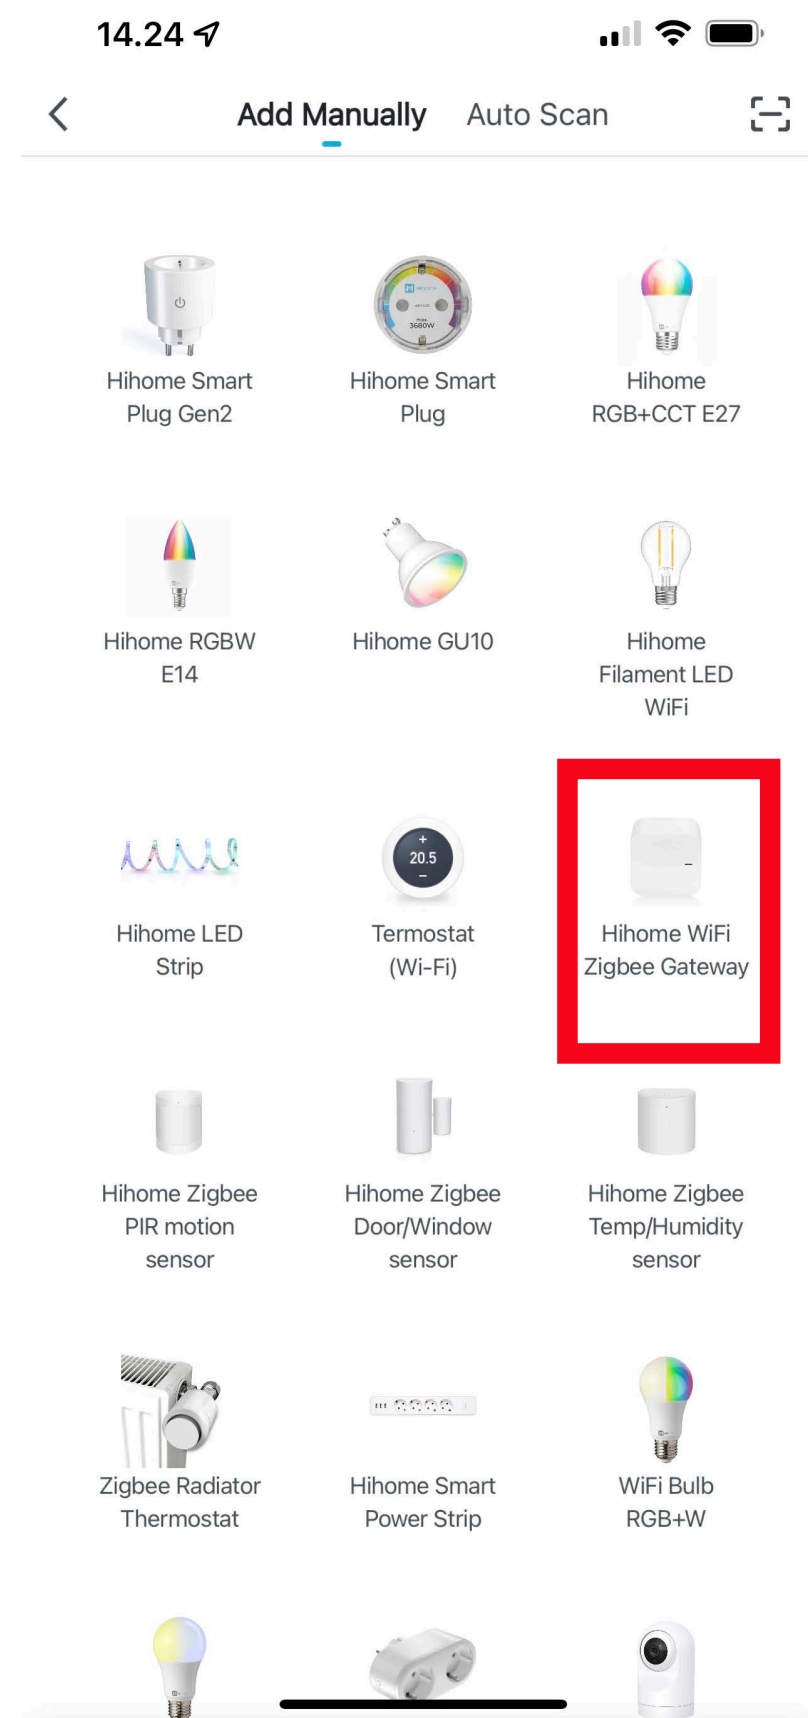 14.24
Add Manually Auto Scan
MAX.
3680W
Hihome Smart
Plug Gen2
Hihome Smart
Plug
Hihome
RGB+CCT E27
Hihome RGBW
E14
Hihome GU10
Hihome
Filament LED
WiFi
+
20.5
−
Hihome LED
Strip
Termostat
(Wi-Fi)
Hihome WiFi
Zigbee Gateway
Hihome Zigbee
PIR motion
sensor
Hihome Zigbee
Door/Window
sensor
Hihome Zigbee
Temp/Humidity
sensor
Zigbee Radiator
Thermostat
Hihome Smart
Power Strip
WiFi Bulb
RGB+W